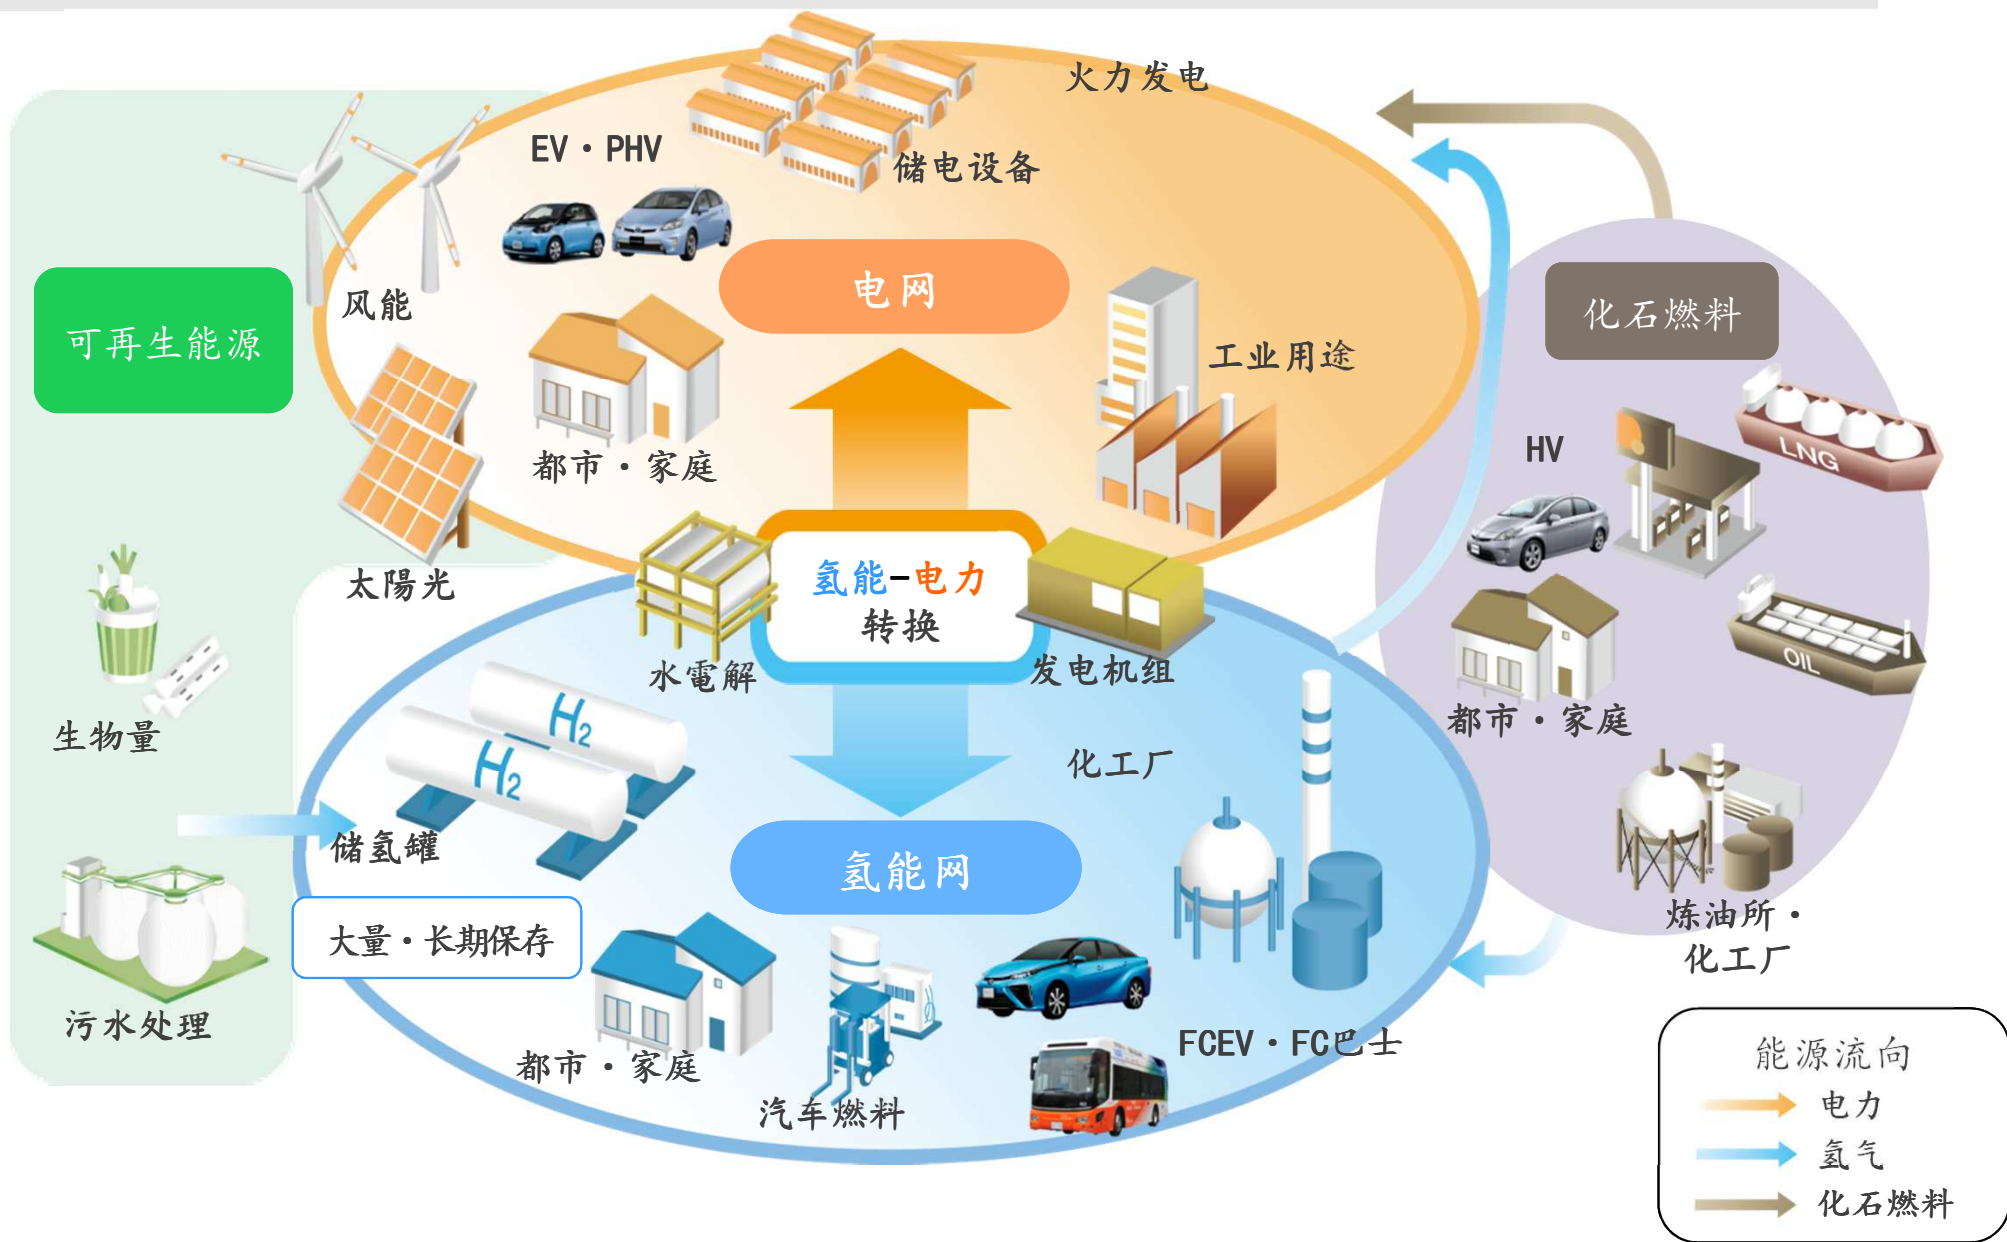 火力发电
EV·PHV
储电设备
可再生能源
风能
电网
化石燃料
工业用途
都市·家庭
HV
LNG
太陽光
氢能-电力
转换
水電解
发电机组
OIL
都市·家庭
生物量
H2
H2
化工厂
储氢罐
氢能网
大量·长期保存
炼油所·
化工厂
污水处理
都市·家庭
汽车燃料
FCEV·FC巴士
能源流向
电力
氢气
化石燃料